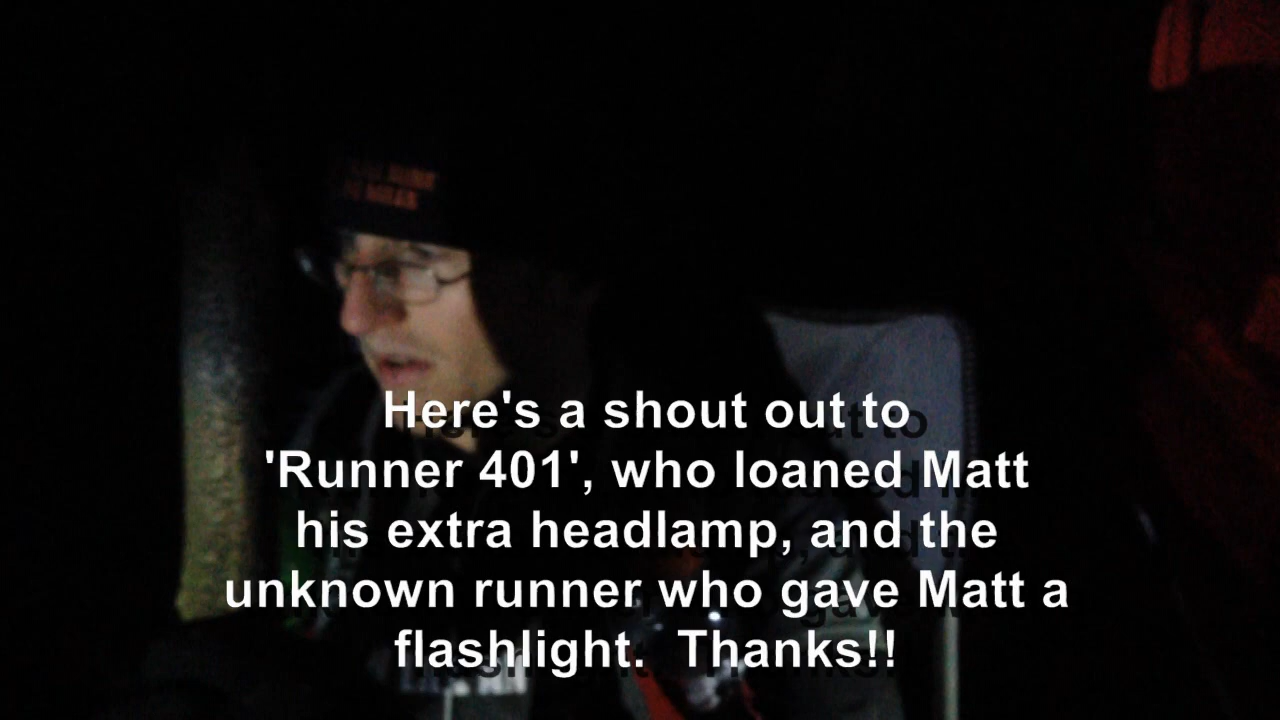 Here's a shout out to
'Runner 401', who loaned Matt
his extra headlamp, and the
unknown runner who gave Matt a
flashlight.  Thanks!!